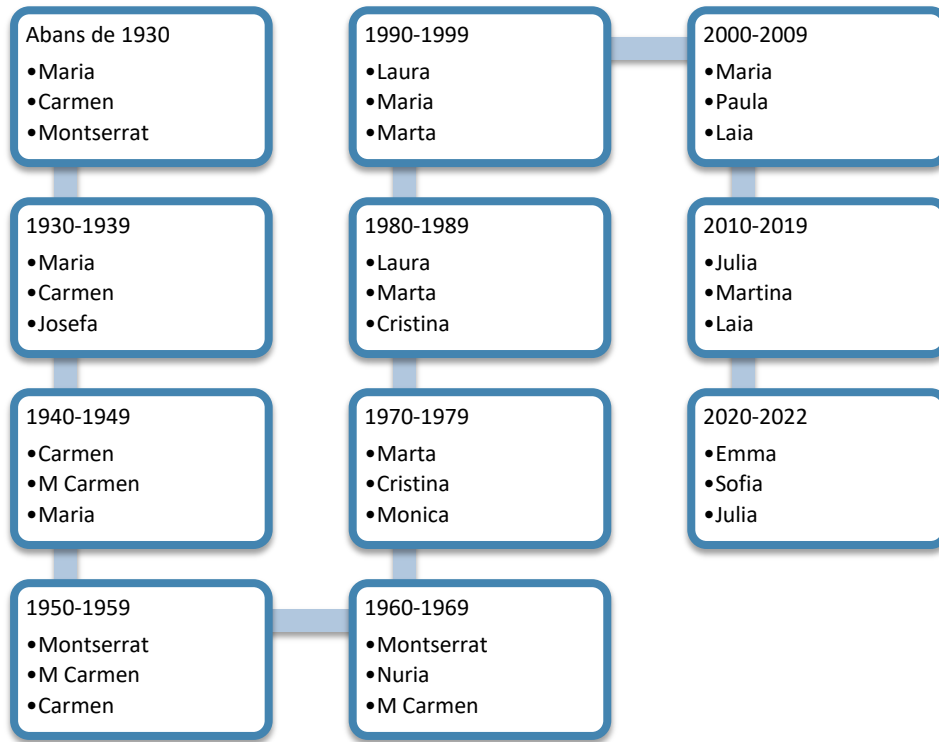 Abans de 1930
•Maria
•Carmen
•Montserrat
1930-1939
•Maria
•Carmen
•Josefa
1940-1949
•Carmen
•M Carmen
•Maria
1950-1959
•Montserrat
•M Carmen
•Carmen
1960-1969
•Montserrat
•Nuria
•M Carmen
1970-1979
•Marta
•Cristina
•Monica
1980-1989
•Laura
•Marta
•Cristina
1990-1999
•Laura
•Maria
•Marta
2000-2009
•Maria
•Paula
•Laia
2010-2019
•Julia
•Martina
•Laia
2020-2022
•Emma
•Sofia
•Julia